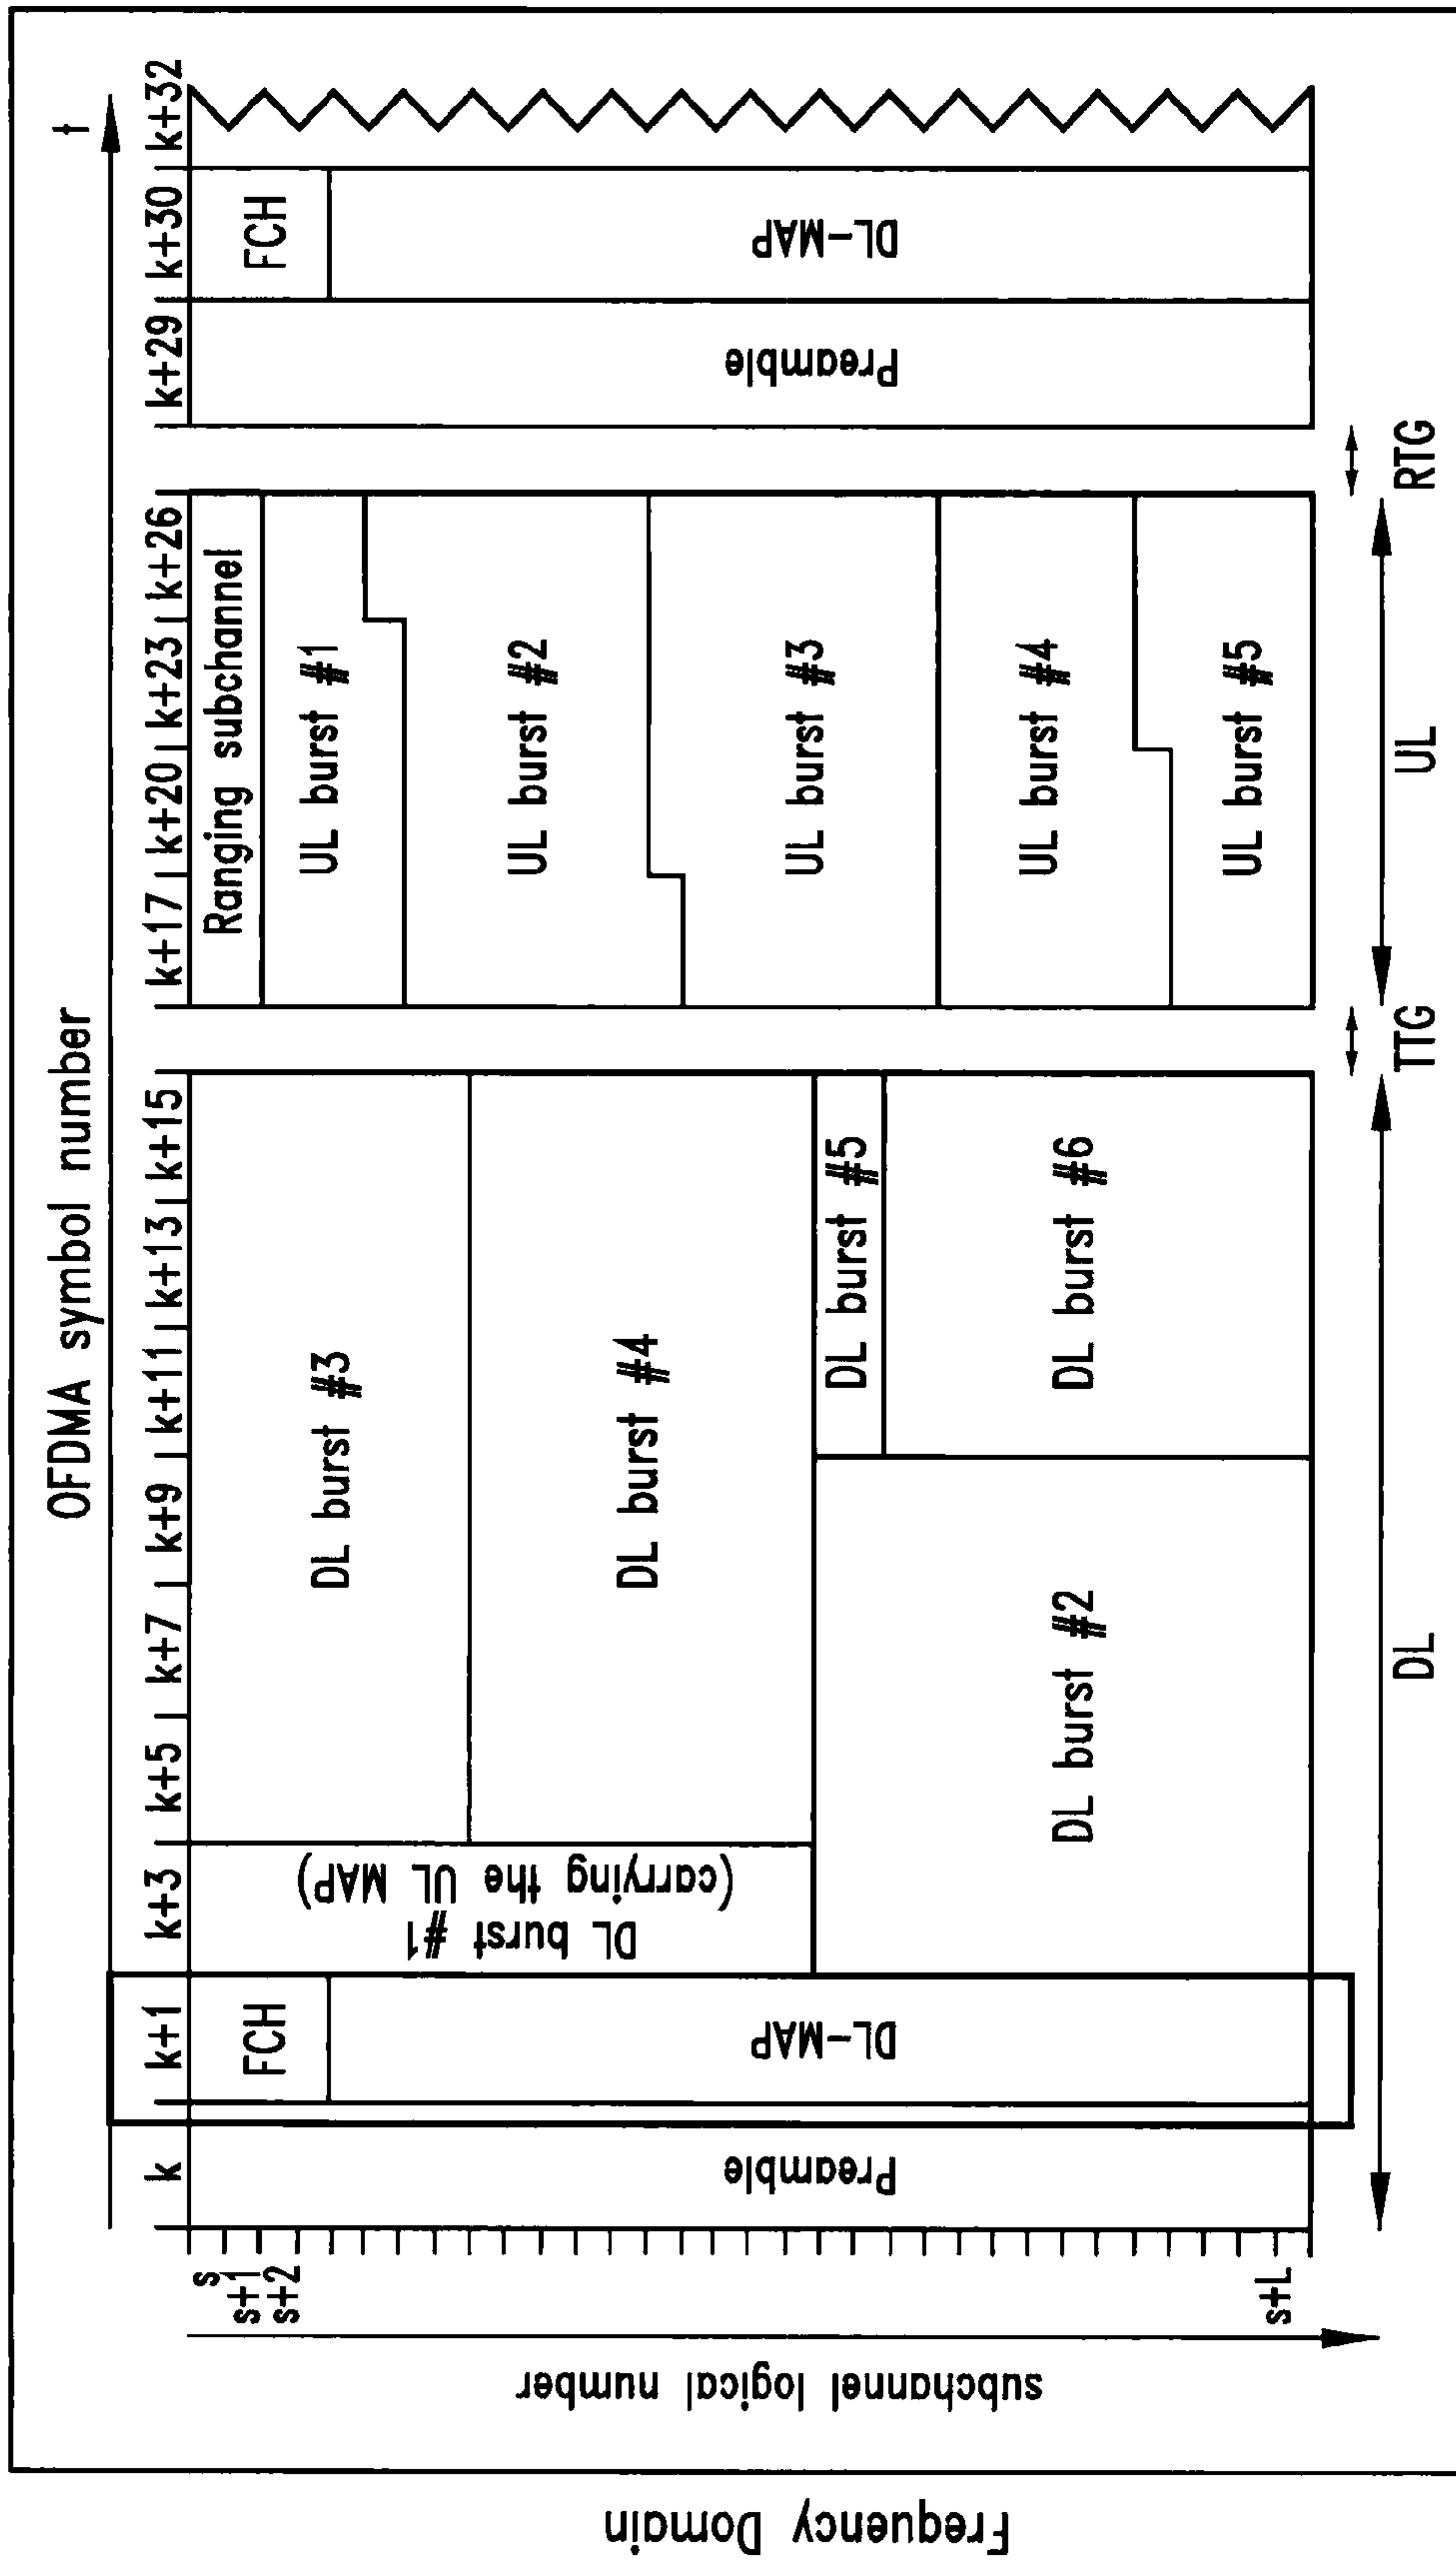 OFDMA symbol number
t
k
k+1
k+3
k+5
k+7
k+9
k+11
k+13
k+15
k+17
k+20
k+23
k+26
k+29
k+30
k+32
Frequency Domain
subchannel logical number
s
s+1
s+2
s+L
Preamble
FCH
DL-MAP
DL burst #1
(carrying the UL MAP)
DL burst #3
DL burst #4
DL burst #2
DL burst #5
DL burst #6
Ranging subchannel
UL burst #1
UL burst #2
UL burst #3
UL burst #4
UL burst #5
Preamble
FCH
DL-MAP
DL
TTG
UL
RTG